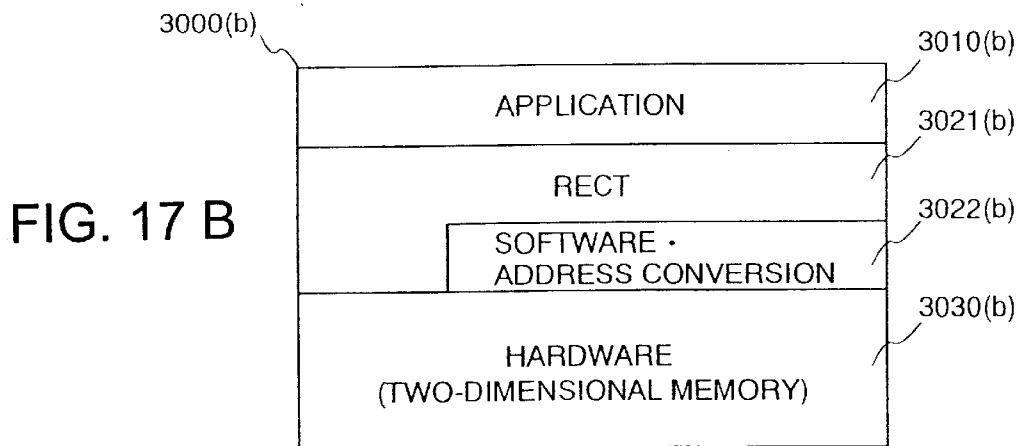 3000(b)
3010(b)
APPLICATION
3021(b)
RECT
3022(b)
FIG. 17 B
SOFTWARE ·
ADDRESS CONVERSION
3030(b)
HARDWARE
(TWO-DIMENSIONAL MEMORY)